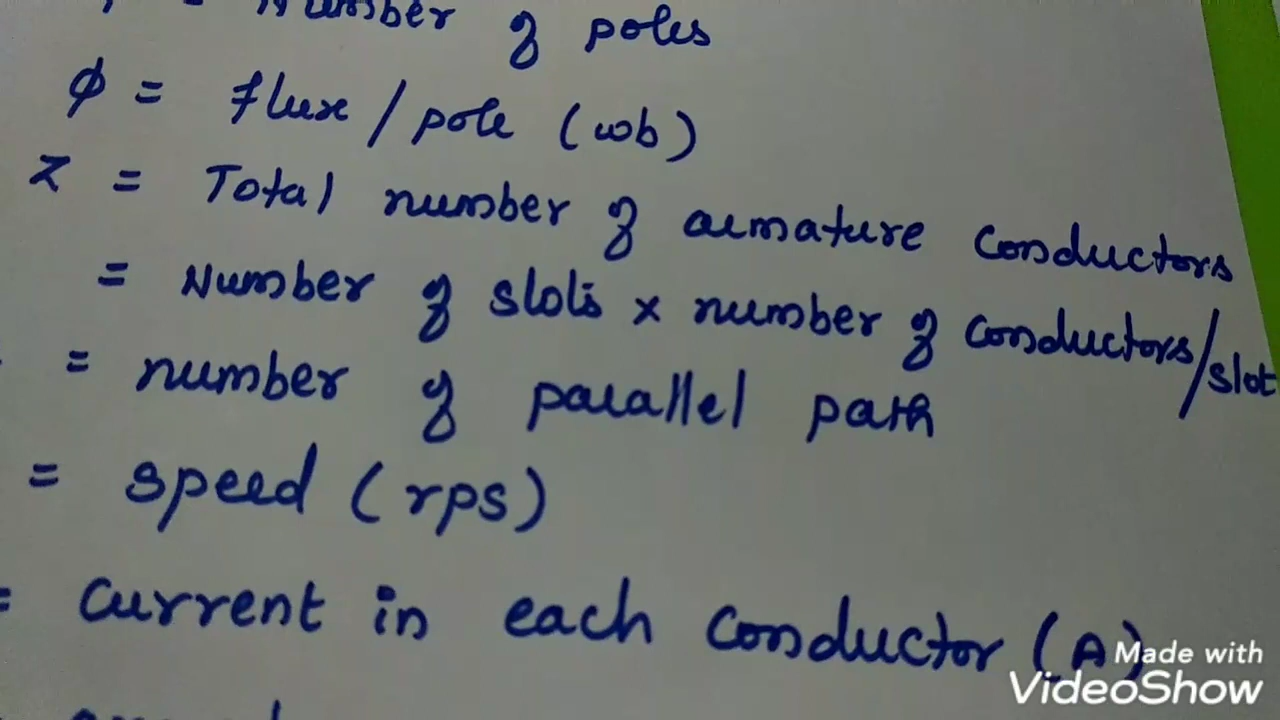 Number of poles
φ = flux / pole (wb)
Z = Total number of armature conductors
= Number of slots × number of conductors/slot
= number of parallel path
= speed (rps)
= current in each conductor (A)
Made with
VideoShow